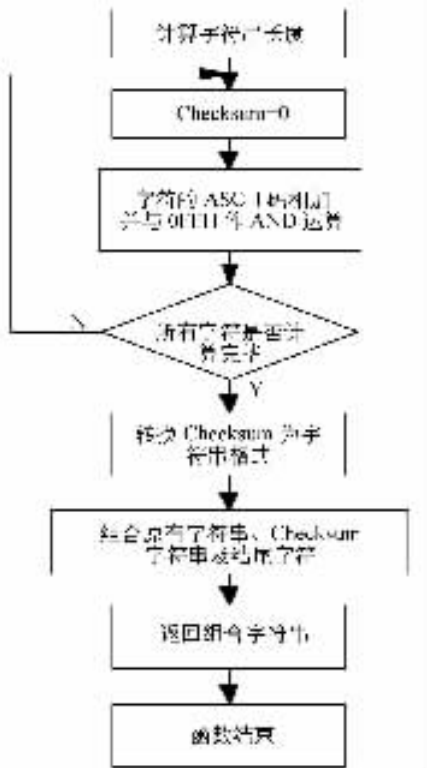 计算字符串长度
Checksum=0
字符的 ASC 码相加
并与 0FFH 作 AND 运算
N
所有字符是否计
算完毕
Y
转换 Checksum 为字
符串格式
组合原有字符串、Checksum
字符串及结尾字符
返回组合字符串
函数结束